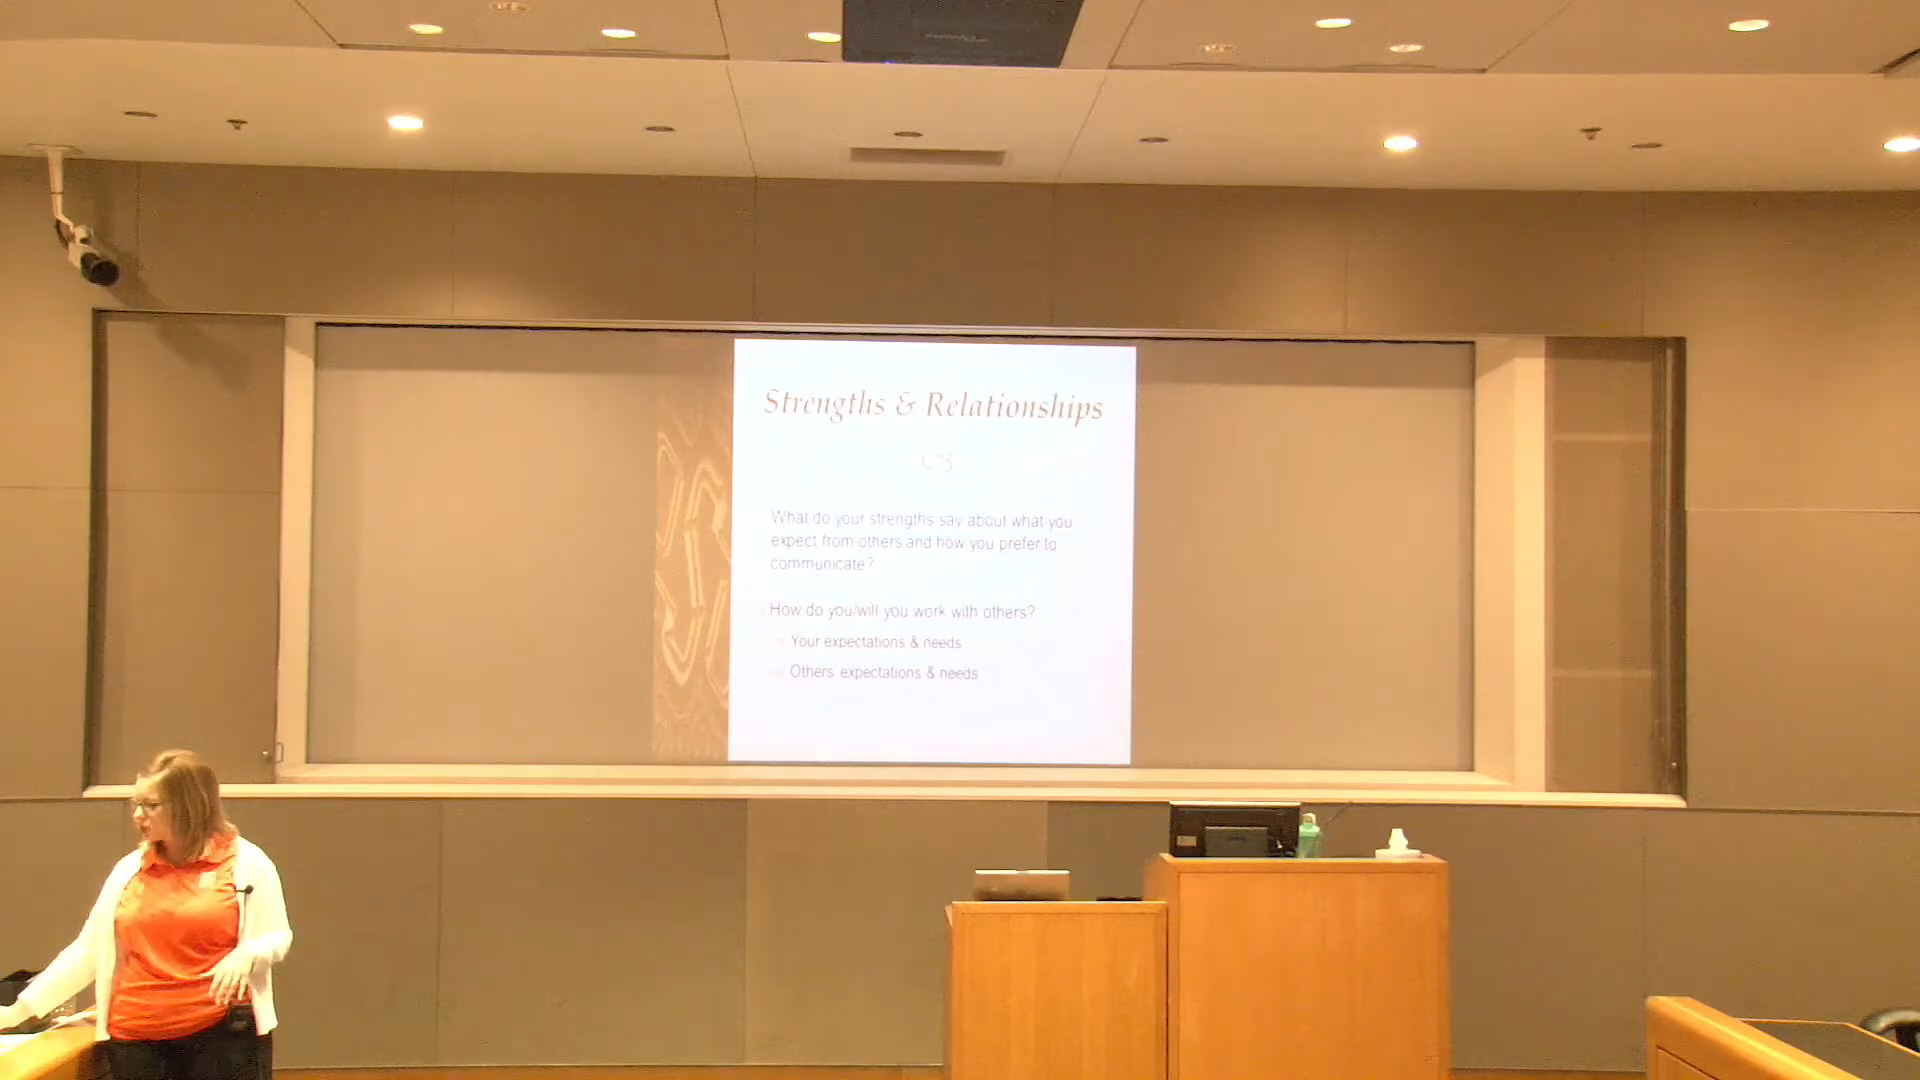 Strengths & Relationships
What do your strengths say about what you
expect from others and how you prefer to
communicate?
How do you/will you work with others?
Your expectations & needs
Others' expectations & needs